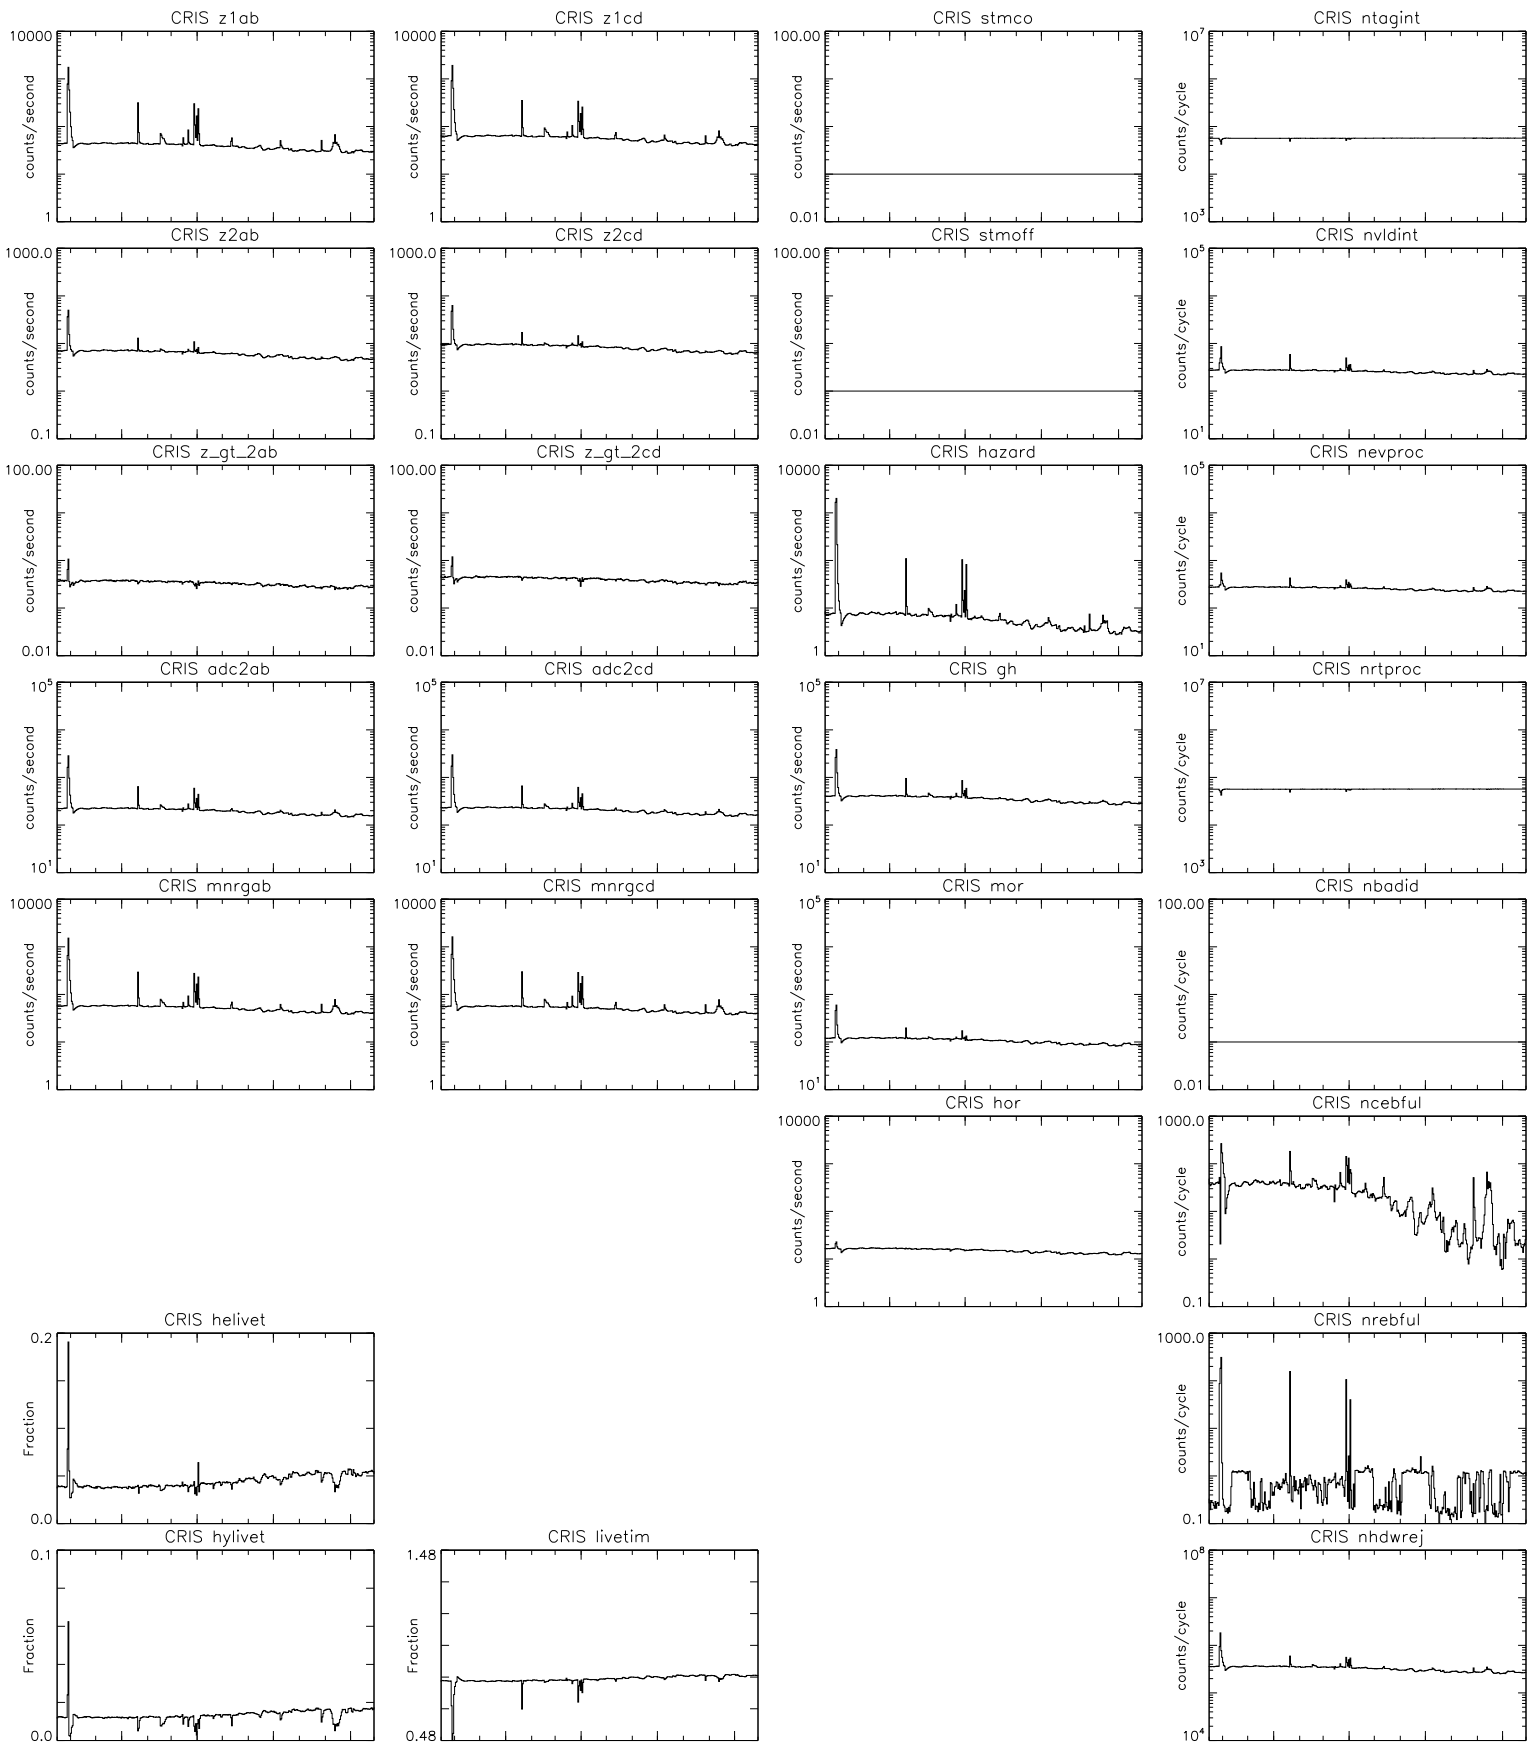 CRIS z1ab
10000
counts/second
1
CRIS z1cd
10000
counts/second
1
CRIS stmco
100.00
counts/second
0.01
CRIS ntagint
10^7
counts/cycle
10^3
CRIS z2ab
1000.0
counts/second
0.1
CRIS z2cd
1000.0
counts/second
0.1
CRIS stmoff
100.00
counts/second
0.01
CRIS nvldint
10^5
counts/cycle
10^1
CRIS z_gt_2ab
100.00
counts/second
0.01
CRIS z_gt_2cd
100.00
counts/second
0.01
CRIS hazard
10000
counts/second
1
CRIS nevproc
10^5
counts/cycle
10^1
CRIS adc2ab
10^5
counts/second
10^1
CRIS adc2cd
10^5
counts/second
10^1
CRIS gh
10^5
counts/second
10^1
CRIS nrtproc
10^7
counts/cycle
10^3
CRIS mnrgab
10000
counts/second
1
CRIS mnrgcd
10000
counts/second
1
CRIS mor
10^5
counts/second
10^1
CRIS nbadid
100.00
counts/cycle
0.01
CRIS hor
10000
counts/second
1
CRIS ncebful
1000.0
counts/cycle
0.1
CRIS helivet
0.2
Fraction
0.0
CRIS nrebful
1000.0
counts/cycle
0.1
CRIS hylivet
0.1
Fraction
0.0
CRIS livetim
1.48
Fraction
0.48
CRIS nhdwrej
10^8
counts/cycle
10^4